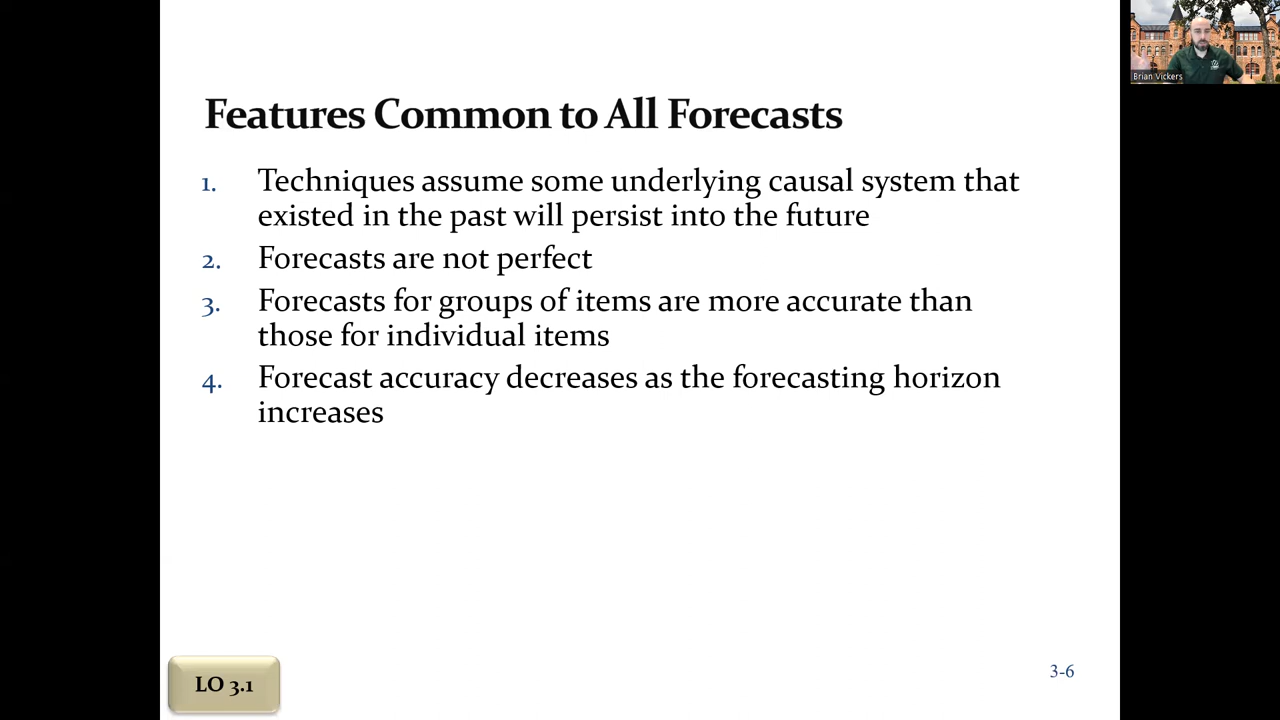 Features Common to All Forecasts
1. Techniques assume some underlying causal system that
existed in the past will persist into the future
2. Forecasts are not perfect
3. Forecasts for groups of items are more accurate than
those for individual items
4. Forecast accuracy decreases as the forecasting horizon
increases
LO 3.1
3-6
Brian Vickers